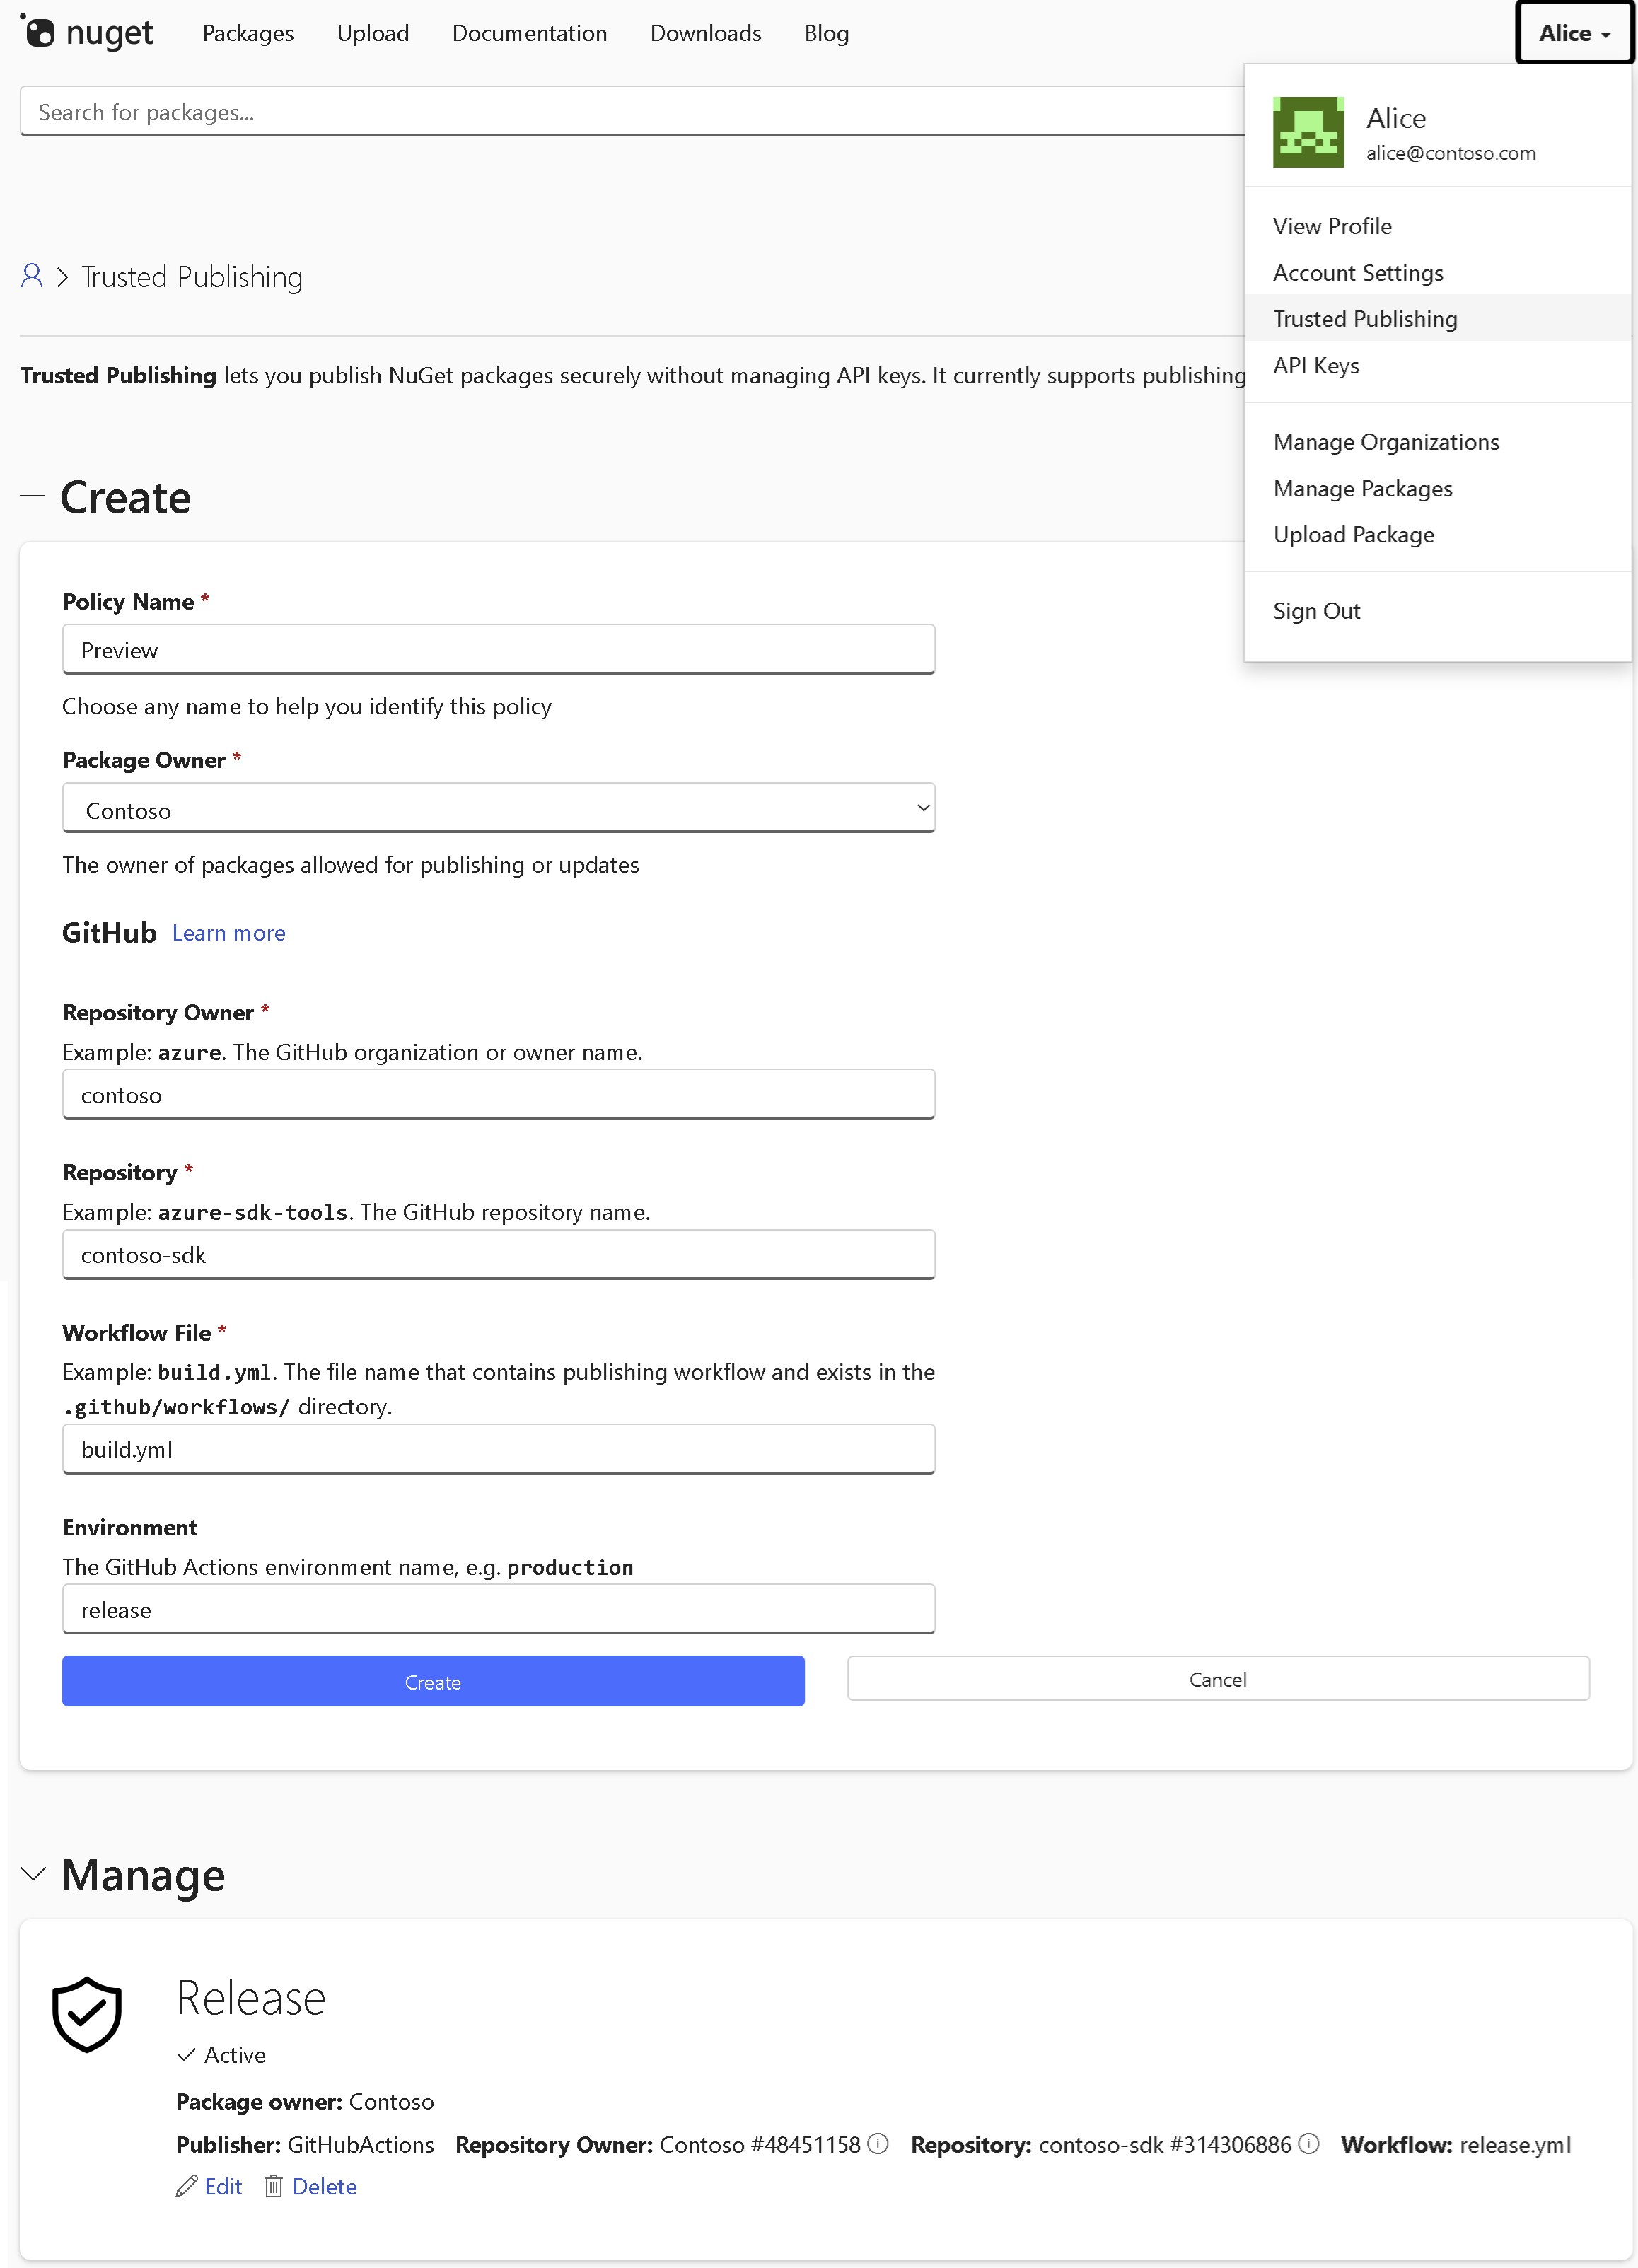 nuget Packages Upload Documentation Downloads Blog Alice
Search for packages...
Alice
alice@contoso.com
View Profile
Account Settings
Trusted Publishing
API Keys
Manage Organizations
Manage Packages
Upload Package
Sign Out
Trusted Publishing
Trusted Publishing lets you publish NuGet packages securely without managing API keys. It currently supports publishing
Create
Policy Name *
Preview
Choose any name to help you identify this policy
Package Owner *
Contoso
The owner of packages allowed for publishing or updates
GitHub Learn more
Repository Owner *
Example: azure. The GitHub organization or owner name.
contoso
Repository *
Example: azure-sdk-tools. The GitHub repository name.
contoso-sdk
Workflow File *
Example: build.yml. The file name that contains publishing workflow and exists in the
.github/workflows/ directory.
build.yml
Environment
The GitHub Actions environment name, e.g. production
release
Create Cancel
Manage
Release
Active
Package owner: Contoso
Publisher: GitHubActions Repository Owner: Contoso #48451158 Repository: contoso-sdk #314306886 Workflow: release.yml
Edit Delete